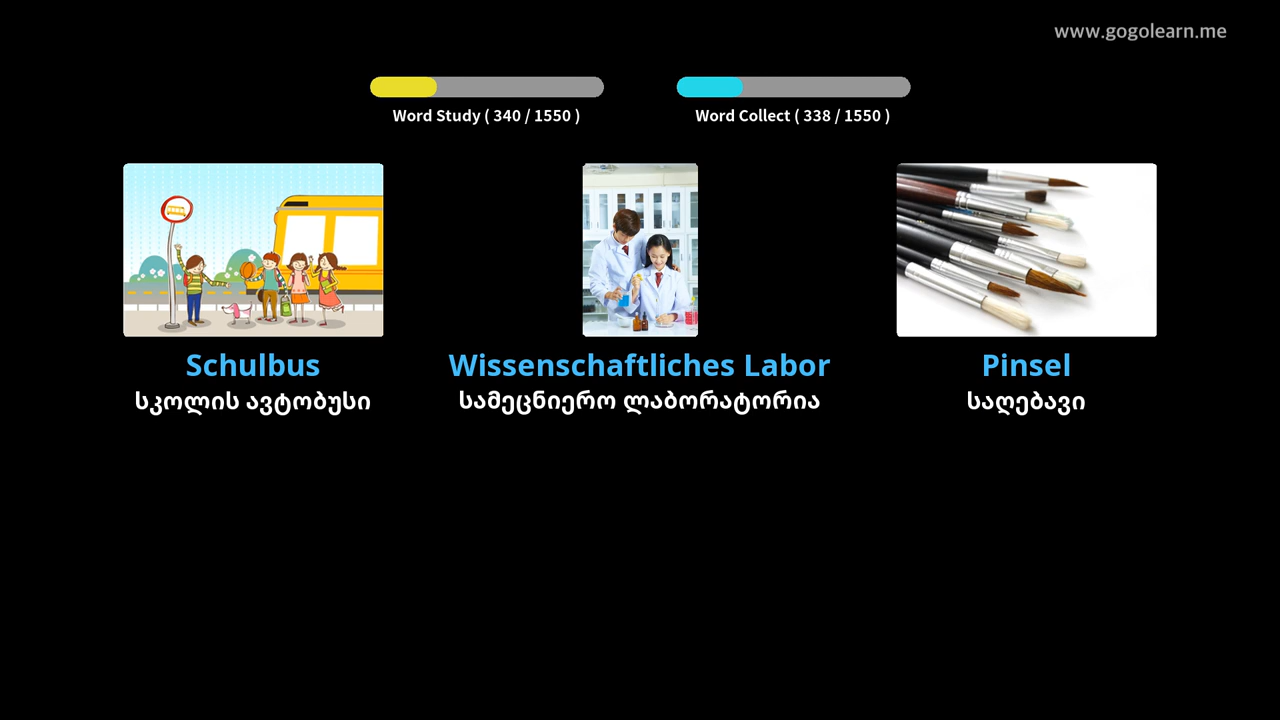 www.gogolearn.me
Word Study ( 340 / 1550 )
Word Collect ( 338 / 1550 )
Schulbus
Wissenschaftliches Labor
Pinsel
სკოლის ავტობუსი
სამეცნიერო ლაბორატორია
საღებავი